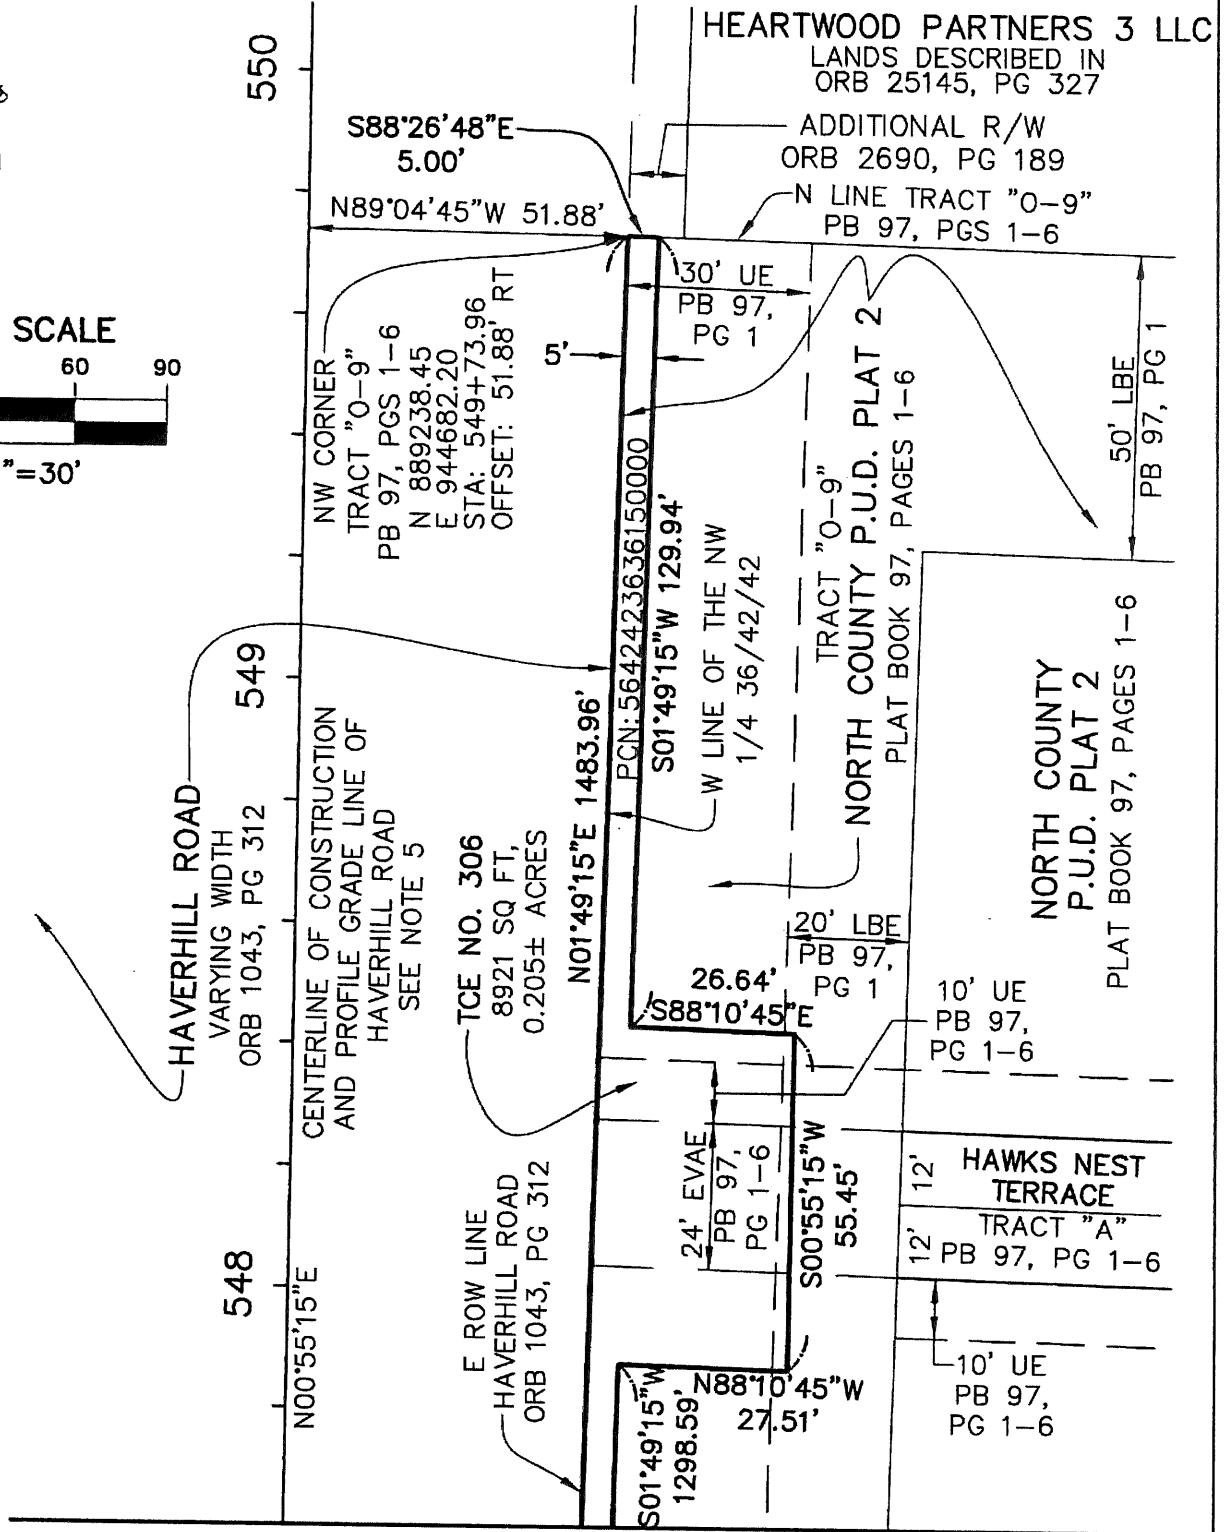 HEARTWOOD PARTNERS 3 LLC
LANDS DESCRIBED IN
ORB 25145, PG 327
550
S88°26'48"E
5.00'
ADDITIONAL R/W
ORB 2690, PG 189
N89°04'45"W 51.88'
N LINE TRACT "O-9"
PB 97, PGS 1-6
30' UE
PB 97,
PG 1
SCALE
60 90
"=30'
5'
NW CORNER
TRACT "O-9"
PB 97, PGS 1-6
N 889238.45
E 944682.20
STA: 549+73.96
OFFSET: 51.88' RT
PCN: 56424236361 50000
S01°49'15"W 129.94'
W LINE OF THE NW
1/4 36/42/42
TRACT "O-9"
NORTH COUNTY P.U.D. PLAT 2
PLAT BOOK 97, PAGES 1-6
50' LBE
PB 97, PG 1
549
NORTH COUNTY
P.U.D. PLAT 2
PLAT BOOK 97, PAGES 1-6
HAVERHILL ROAD
VARYING WIDTH
ORB 1043, PG 312
CENTERLINE OF CONSTRUCTION
AND PROFILE GRADE LINE OF
HAVERHILL ROAD
SEE NOTE 5
TCE NO. 306
8921 SQ FT,
0.205± ACRES
N01°49'15"E 1483.96'
20' LBE
PB 97,
PG 1
26.64'
S88°10'45"E
10' UE
PB 97,
PG 1-6
24' EVAE
PB 97,
PG 1-6
S00°55'15"W
55.45'
12'
HAWKS NEST
TERRACE
12'
TRACT "A"
PB 97, PG 1-6
548
N00°55'15"E
E ROW LINE
HAVERHILL ROAD
ORB 1043, PG 312
S01°49'15"W
1298.59'
N88°10'45"W
27.51'
10' UE
PB 97,
PG 1-6